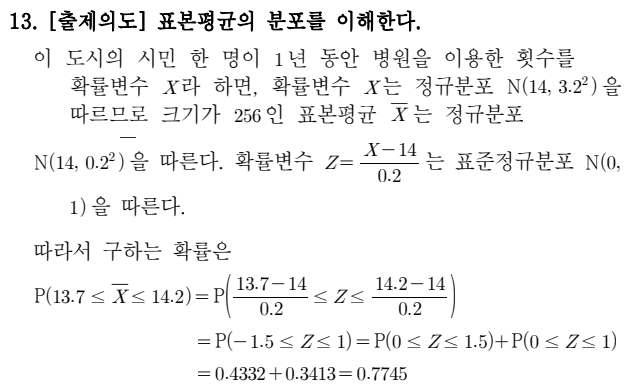 13. [출제의도] 표본평균의 분포를 이해한다.
이 도시의 시민 한 명이 1년 동안 병원을 이용한 횟수를
확률변수 X라 하면, 확률변수 X는 정규분포 N(14, 3.2²)을
따르므로 크기가 256인 표본평균 X̅는 정규분포
N(14, 0.2²)을 따른다. 확률변수 Z=(X−14)/0.2 는 표준정규분포 N(0,
1)을 따른다.
따라서 구하는 확률은
P(13.7≤X̅≤14.2)=P((13.7−14)/0.2≤Z≤(14.2−14)/0.2)
=P(−1.5≤Z≤1)=P(0≤Z≤1.5)+P(0≤Z≤1)
=0.4332+0.3413=0.7745